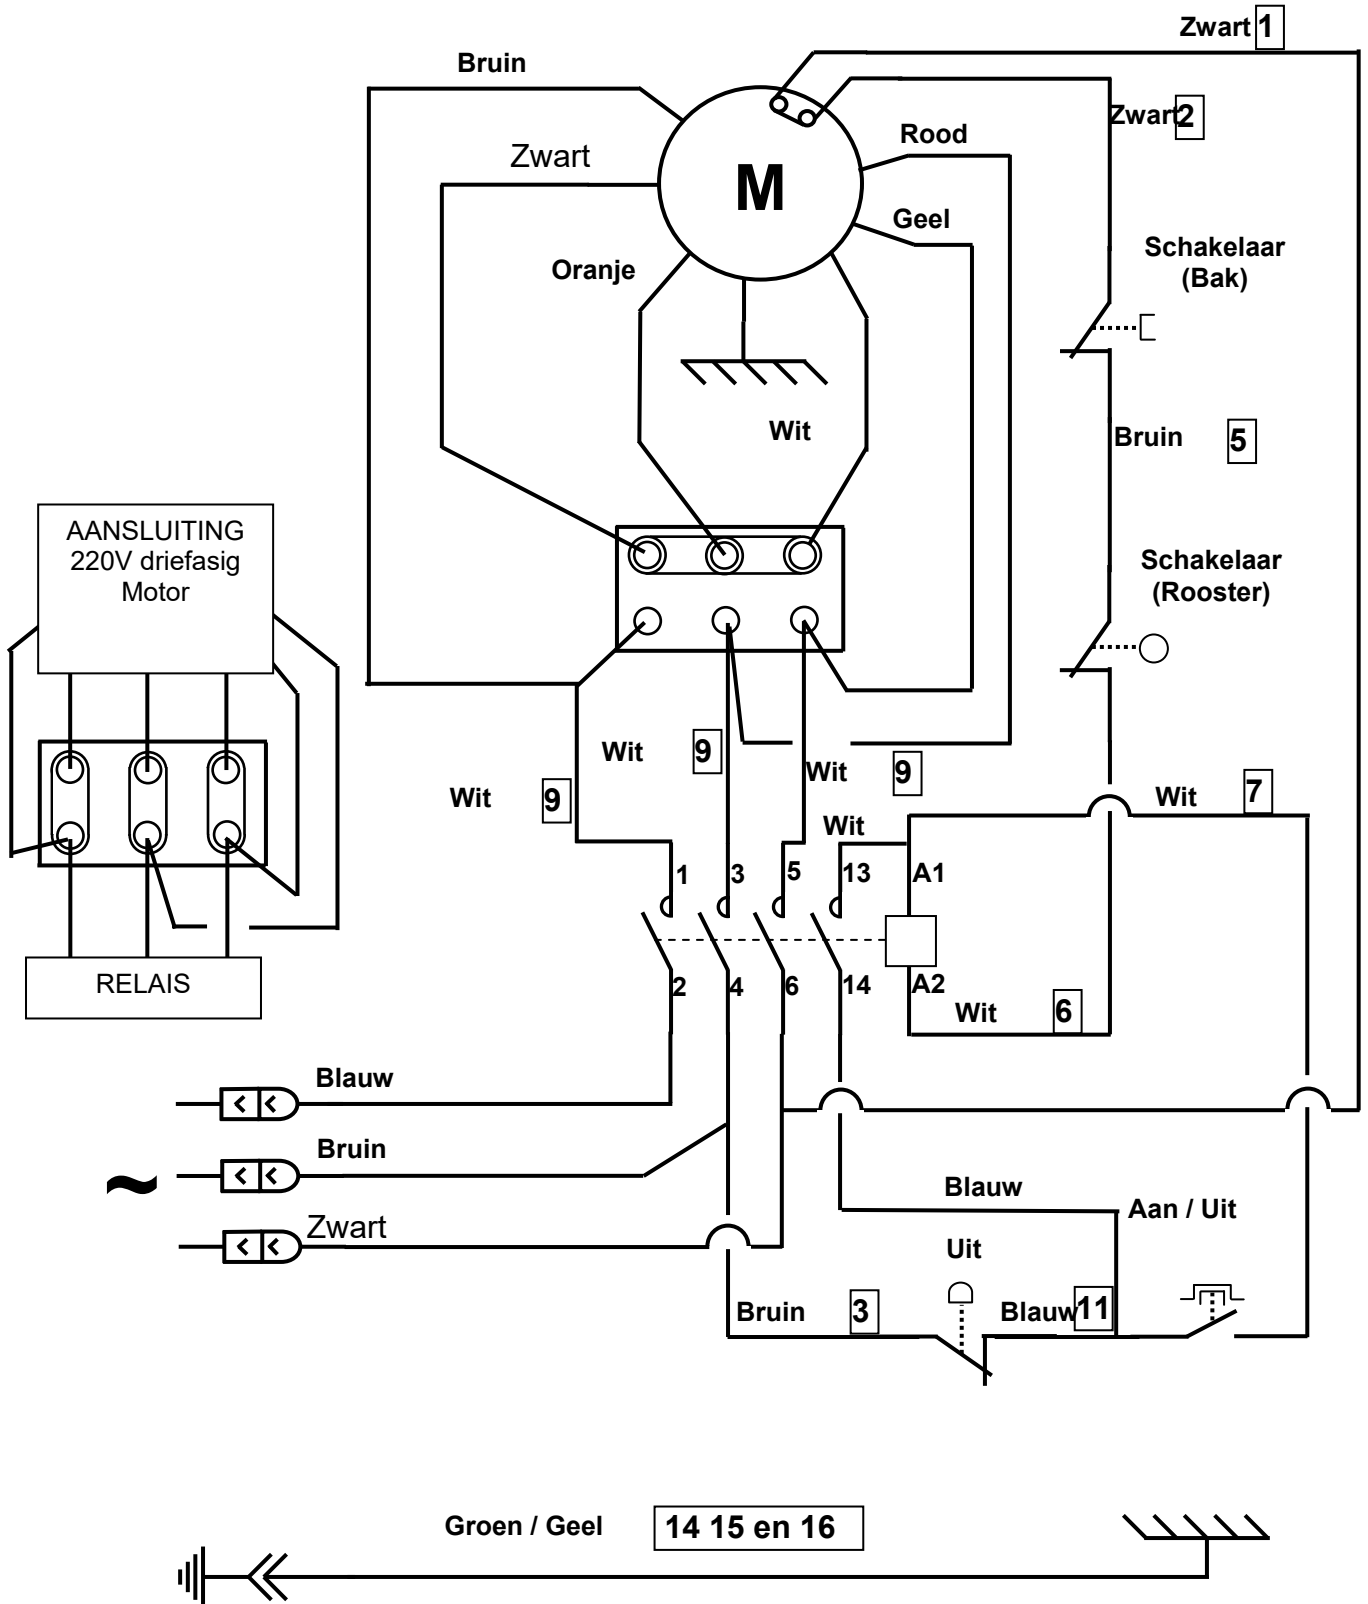 Zwart 1
Bruin
Zwart 2
Rood
Zwart
M
Geel
Schakelaar
(Bak)
Oranje
Wit
Bruin 5
AANSLUITING
220V driefasig
Motor
Schakelaar
(Rooster)
Wit 9
Wit 9
Wit 9
Wit 7
Wit
1 3 5 13 A1
2 4 6 14 A2
RELAIS
Wit 6
Blauw
Bruin
~
Zwart
Blauw
Aan / Uit
Uit
Bruin 3
Blauw 11
Groen / Geel 14 15 en 16